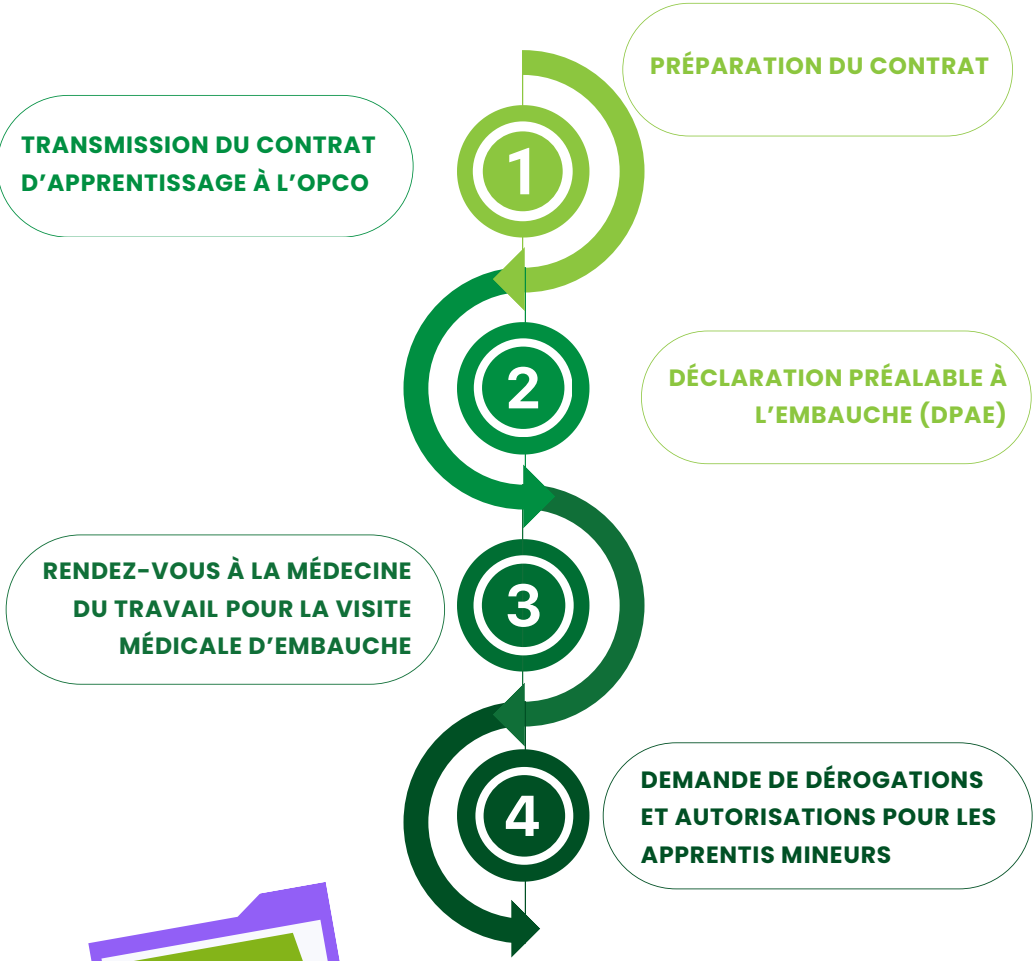 PRÉPARATION DU CONTRAT
TRANSMISSION DU CONTRAT
D’APPRENTISSAGE À L’OPCO
1
2
DÉCLARATION PRÉALABLE À
L’EMBAUCHE (DPAE)
RENDEZ-VOUS À LA MÉDECINE
DU TRAVAIL POUR LA VISITE
MÉDICALE D’EMBAUCHE
3
4
DEMANDE DE DÉROGATIONS
ET AUTORISATIONS POUR LES
APPRENTIS MINEURS